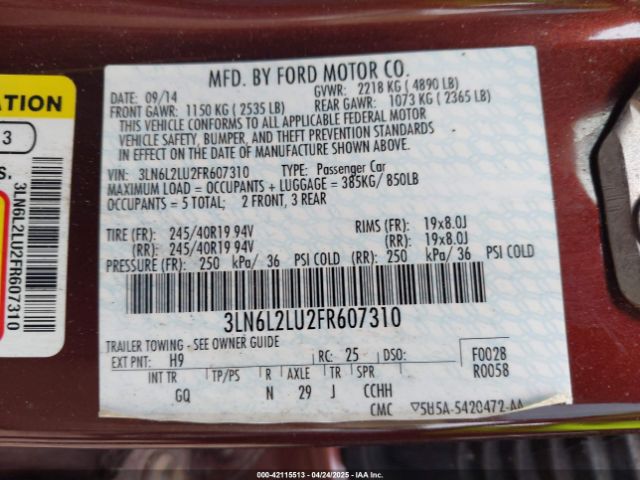 MFD. BY FORD MOTOR CO.
DATE: 09/14 GVWR: 2218 KG ( 4890 LB)
FRONT GAWR: 1150 KG ( 2535 LB) REAR GAWR: 1073 KG ( 2365 LB)
THIS VEHICLE CONFORMS TO ALL APPLICABLE FEDERAL MOTOR
VEHICLE SAFETY, BUMPER, AND THEFT PREVENTION STANDARDS
IN EFFECT ON THE DATE OF MANUFACTURE SHOWN ABOVE.
VIN: 3LN6L2LU2FR607310 TYPE: Passenger Car
MAXIMUM LOAD = OCCUPANTS + LUGGAGE = 385KG/ 850LB
OCCUPANTS = 5 TOTAL; 2 FRONT, 3 REAR
TIRE (FR): 245/40R19 94V RIMS (FR): 19x8.0J
(RR): 245/40R19 94V (RR): 19x8.0J
PRESSURE (FR): 250 kPa/ 36 PSI COLD (RR): 250 kPa/ 36 PSI COLD
3LN6L2LU2FR607310
TRAILER TOWING - SEE OWNER GUIDE
EXT PNT: H9 RC: 25 DSO: F0028
R0058
INT TR TP/PS R AXLE TR SPR
GQ N 29 J CCHH
CMC ▽5U5A-5420472-AA
ATION
3
S.
3LN6L2LU2FR607310
000-42115513 | 04/24/2025 - IAA Inc.